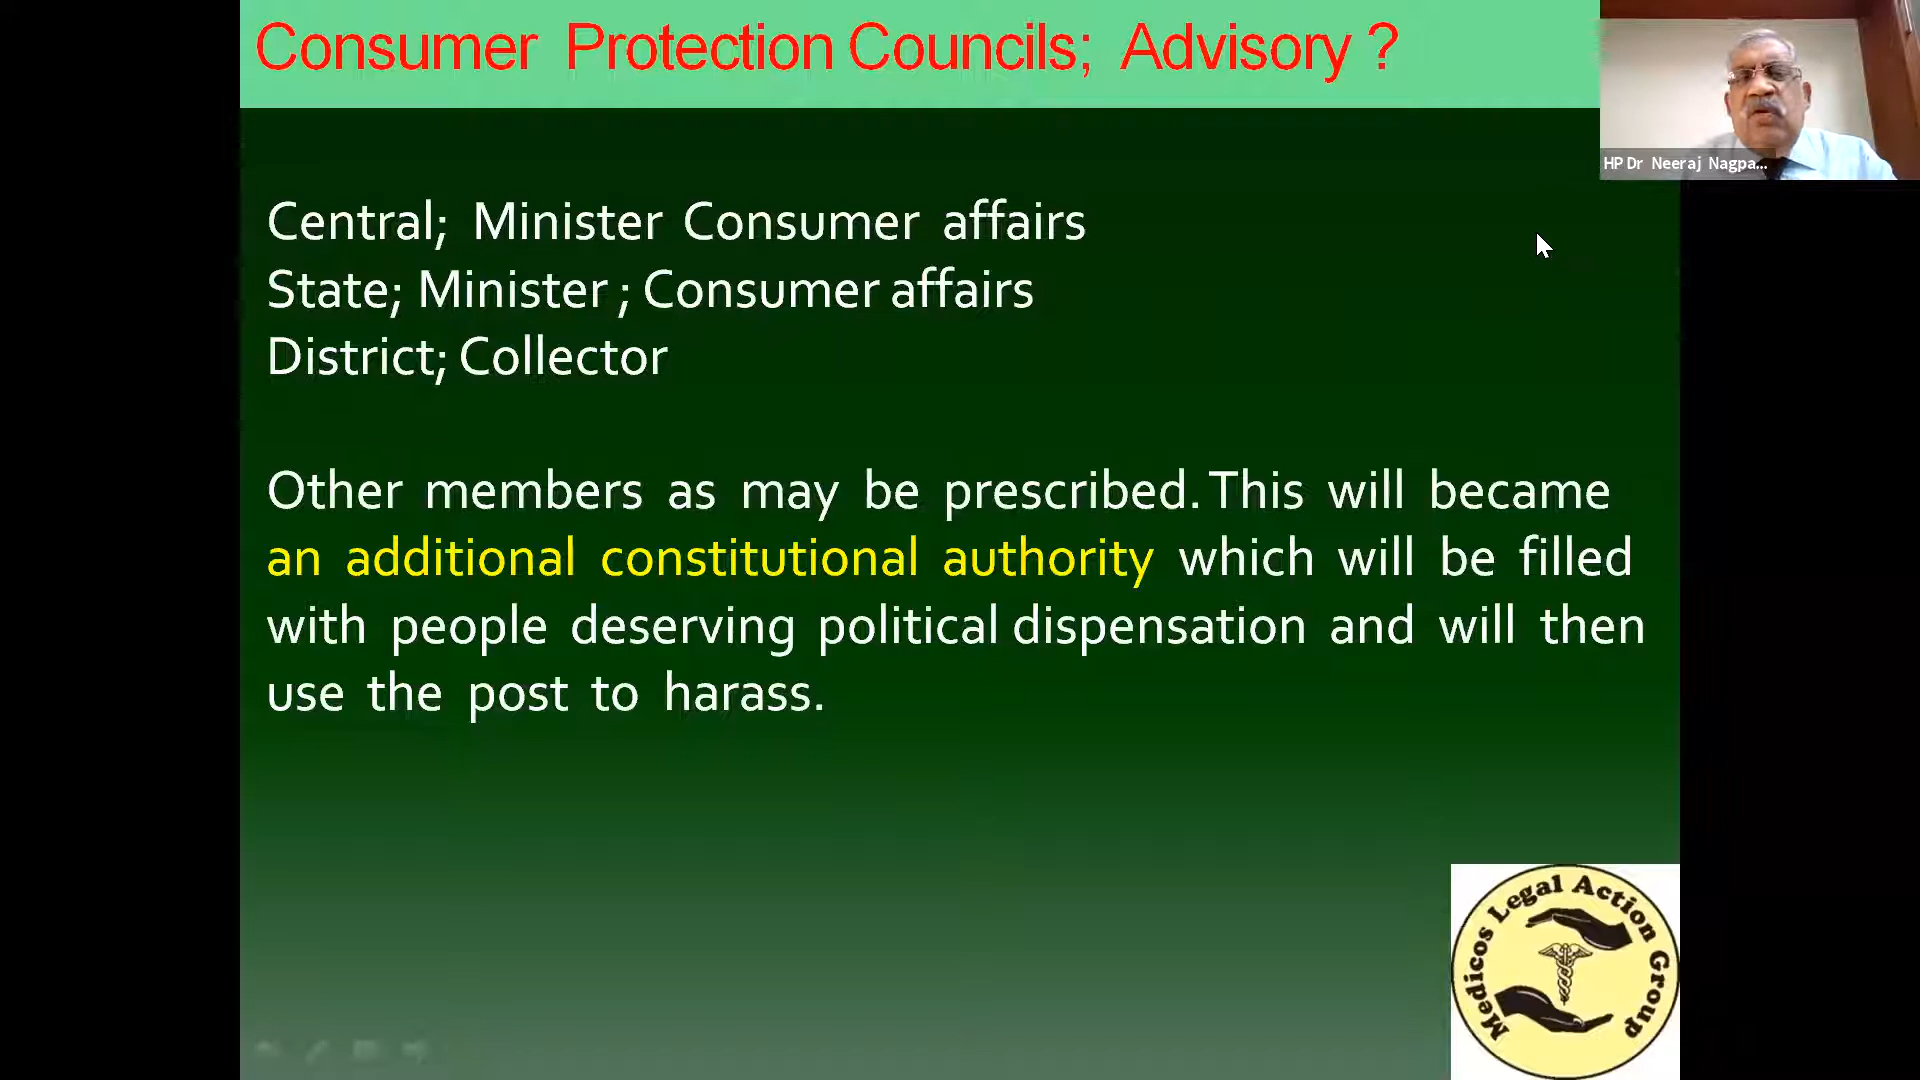 Consumer Protection Councils; Advisory ?
HP Dr Neeraj Nagpa...
Central; Minister Consumer affairs
State; Minister ; Consumer affairs
District; Collector
Other members as may be prescribed. This will became
an additional constitutional authority which will be filled
with people deserving political dispensation and will then
use the post to harass.
Medicos Legal Action Group